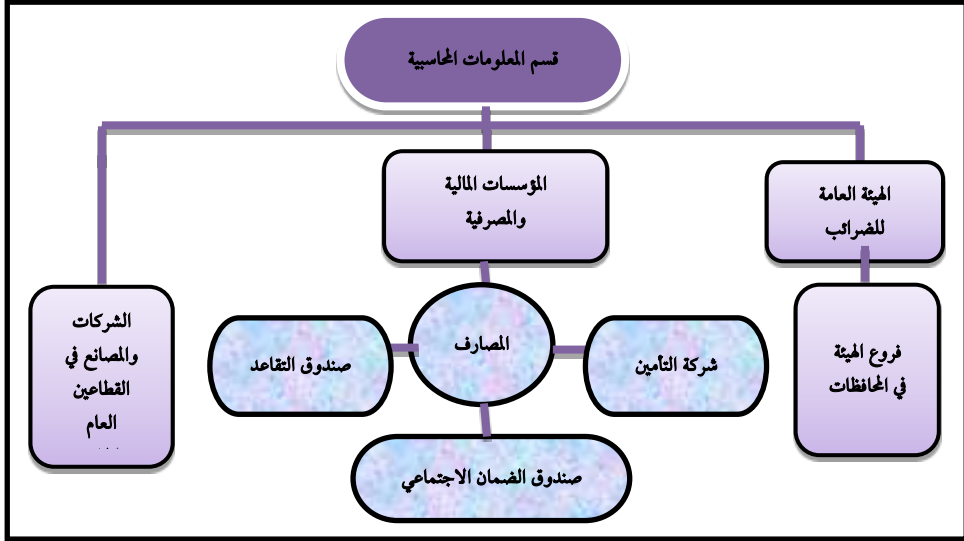 قسم المعلومات المحاسبية
المؤسسات المالية
والمصرفية
الهيئة العامة
للضرائب
الشركات
والمصانع في
القطاعين
العام
فروع الهيئة
في المحافظات
المصارف
شركة التأمين
صندوق التقاعد
صندوق الضمان الاجتماعي